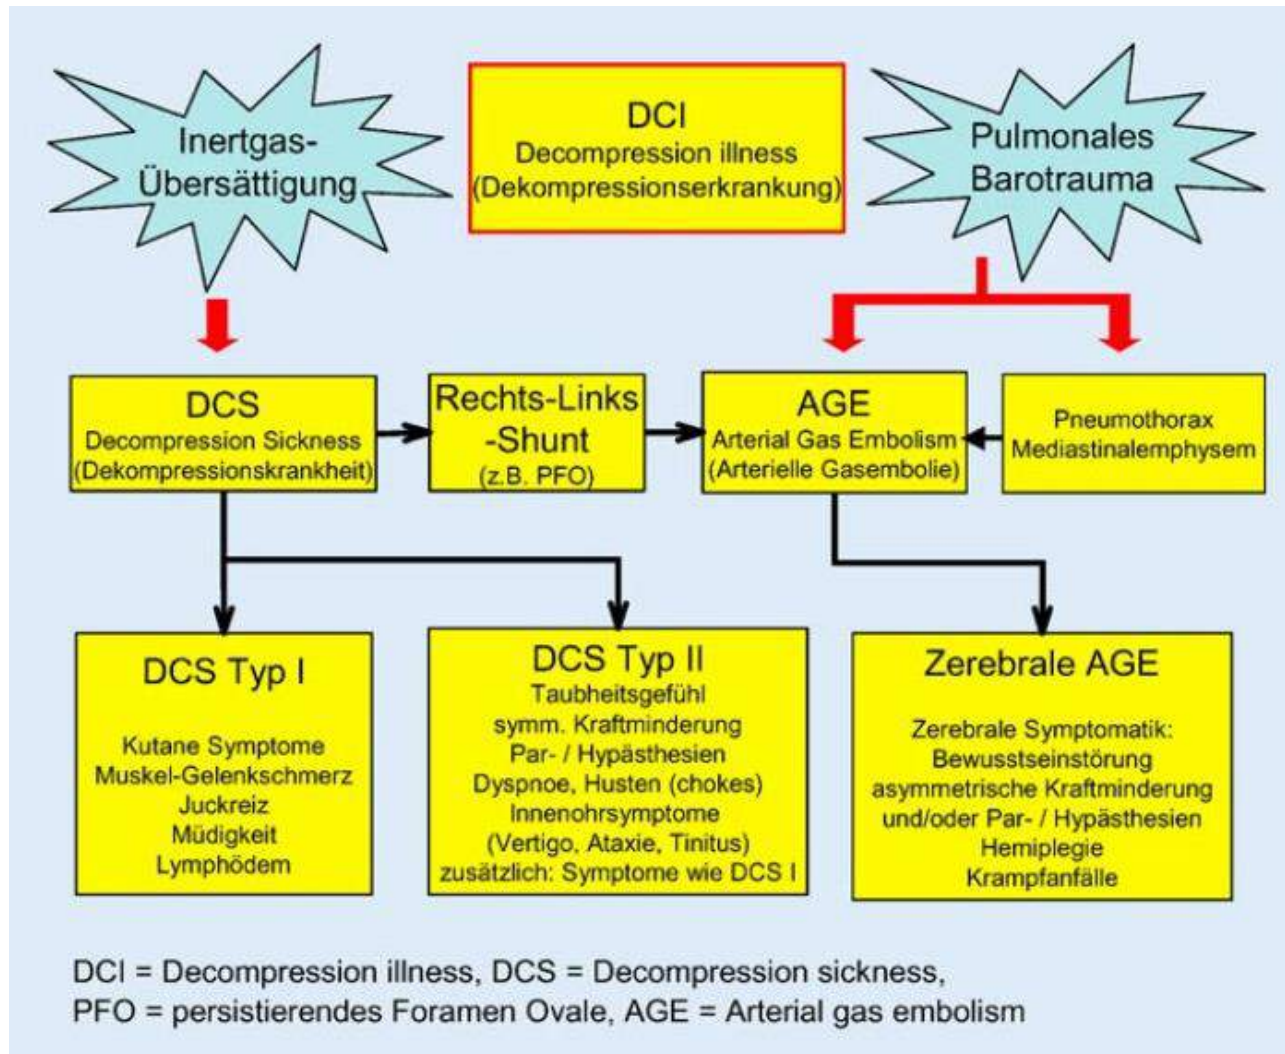 Inertgas-
Übersättigung
DCI
Decompression illness
(Dekompressionserkrankung)
Pulmonales
Barotrauma
DCS
Decompression Sickness
(Dekompressionskrankheit)
Rechts-Links
-Shunt
(z.B. PFO)
AGE
Arterial Gas Embolism
(Arterielle Gasembolie)
Pneumothorax
Mediastinalemphysem
DCS Typ I
Kutane Symptome
Muskel-Gelenkschmerz
Juckreiz
Müdigkeit
Lymphödem
DCS Typ II
Taubheitsgefühl
symm. Kraftminderung
Par- / Hypästhesien
Dyspnoe, Husten (chokes)
Innenohrsymptome
(Vertigo, Ataxie, Tinitus)
zusätzlich: Symptome wie DCS I
Zerebrale AGE
Zerebrale Symptomatik:
Bewusstseinstörung
asymmetrische Kraftminderung
und/oder Par- / Hypästhesien
Hemiplegie
Krampfanfälle
DCI = Decompression illness, DCS = Decompression sickness,
PFO = persistierendes Foramen Ovale, AGE = Arterial gas embolism